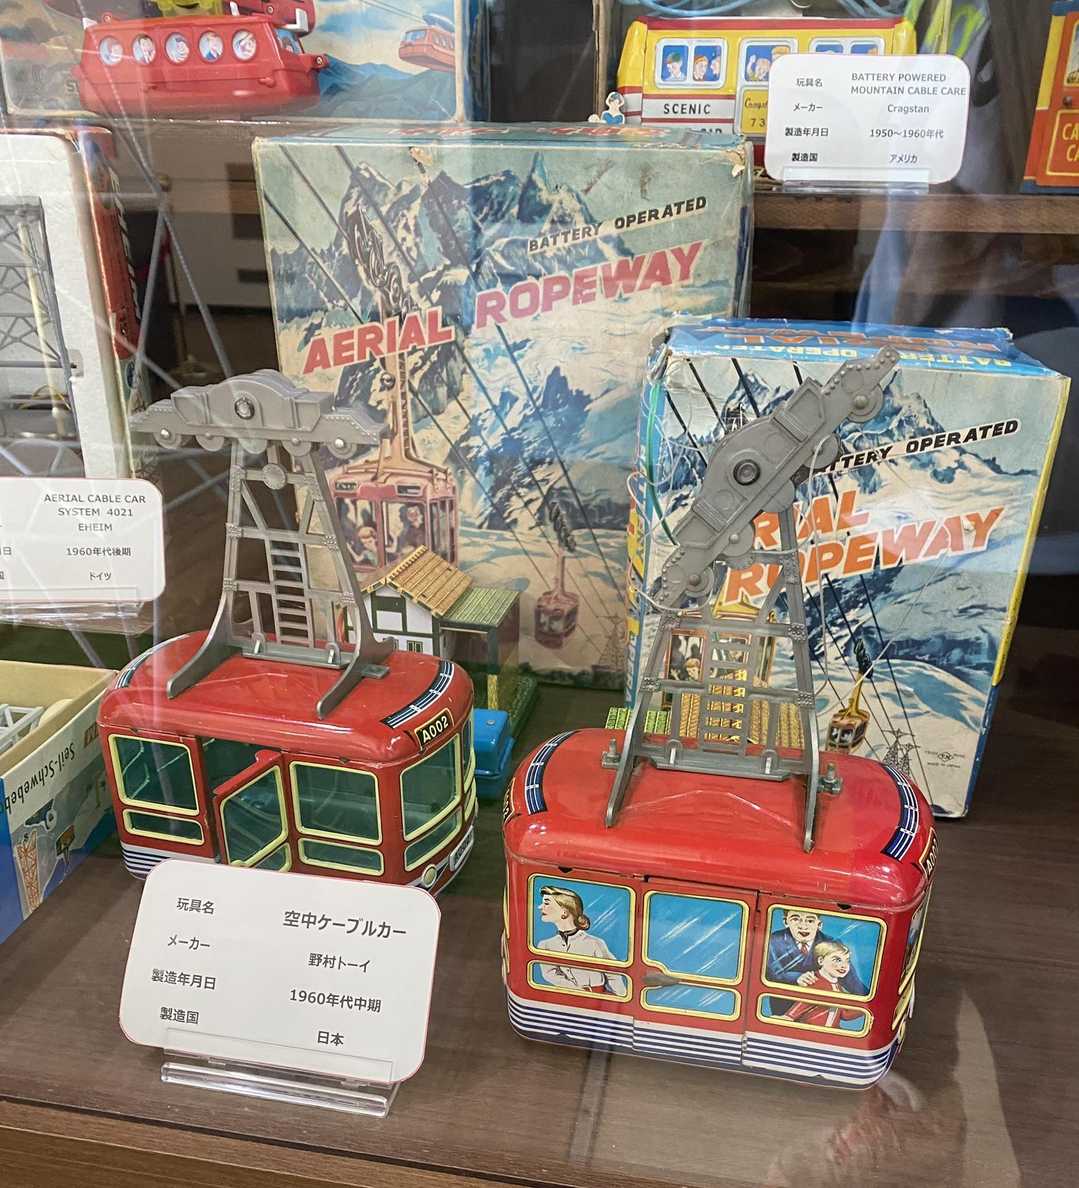 SCENIC
73
玩具名 BATTERY POWERED
MOUNTAIN CABLE CARE
メーカー Cragstan
製造年月日 1950～1960年代
製造国 アメリカ
BATTERY OPERATED
AERIAL ROPEWAY
BATTERY OPERATED
AERIAL
ROPEWAY
AERIAL CABLE CAR
SYSTEM 4021
EHEIM
1960年代後期
ドイツ
A002
Seil-Schwebeb
玩具名 空中ケーブルカー
メーカー 野村トーイ
製造年月日 1960年代中期
製造国 日本